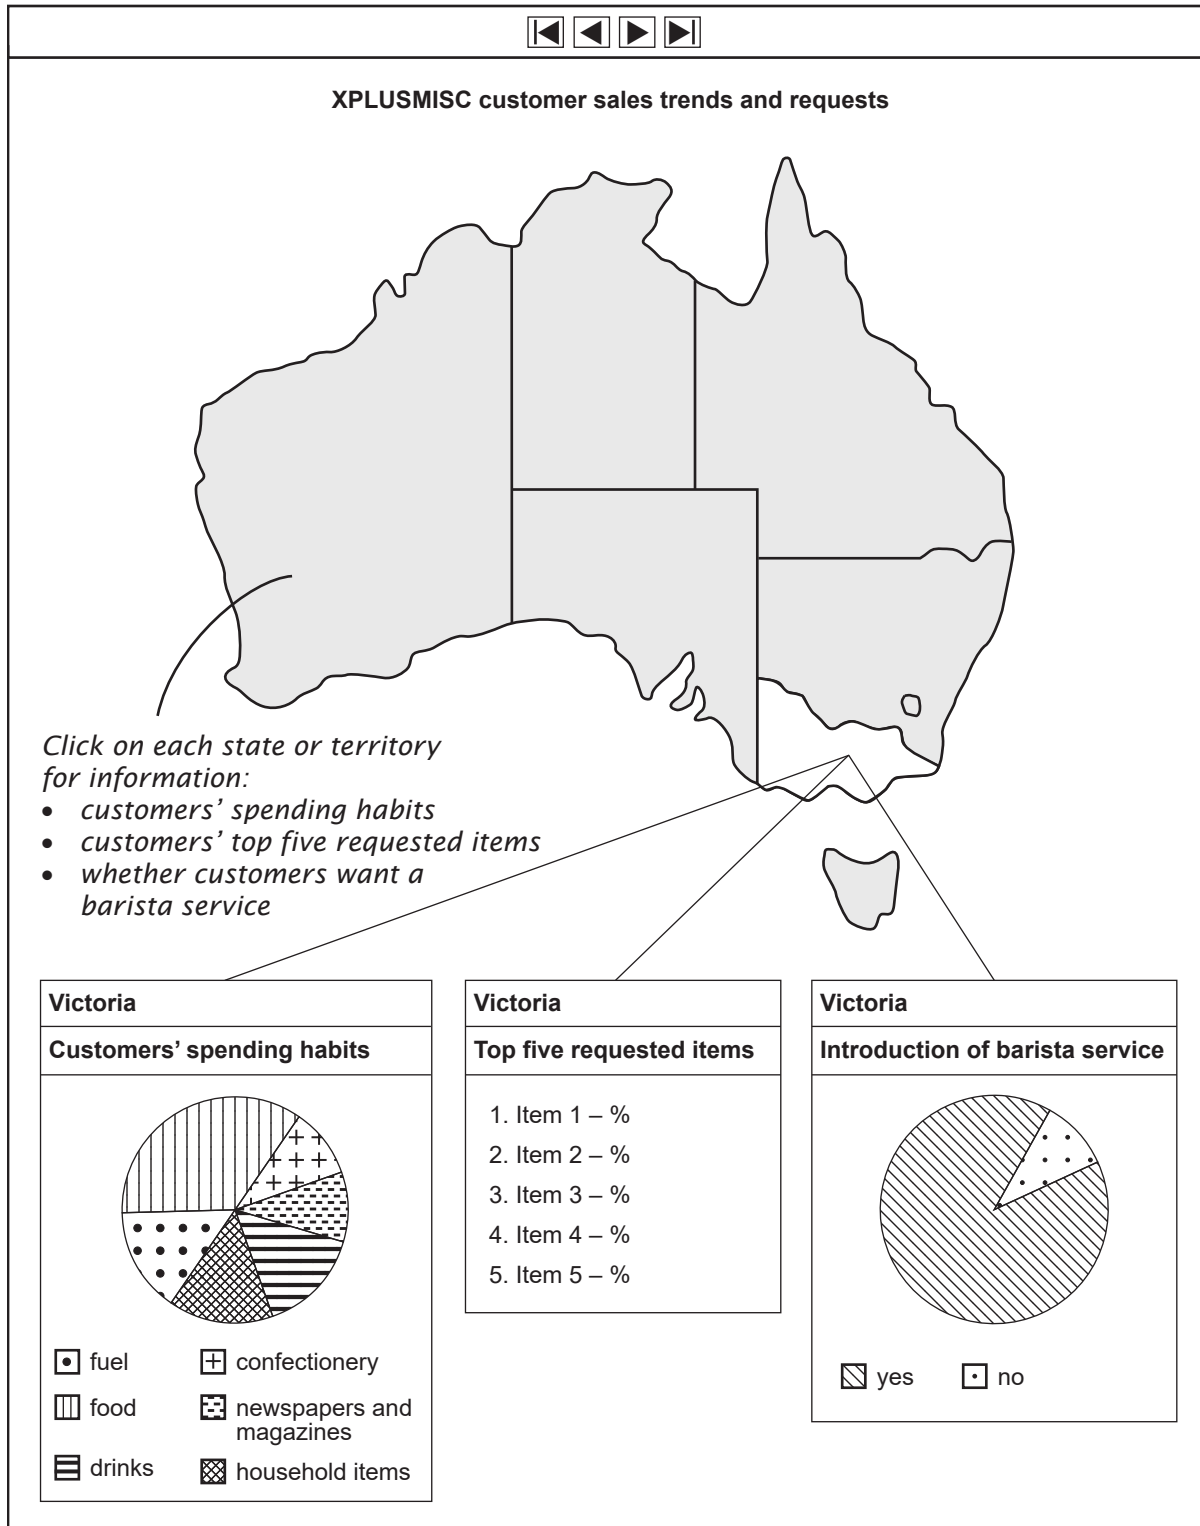 XPLUSMISC customer sales trends and requests
Click on each state or territory
for information:
• customers’ spending habits
• customers’ top five requested items
• whether customers want a
barista service
Victoria
Customers’ spending habits
fuel
confectionery
food
newspapers and
magazines
drinks
household items
Victoria
Top five requested items
1. Item 1 – %
2. Item 2 – %
3. Item 3 – %
4. Item 4 – %
5. Item 5 – %
Victoria
Introduction of barista service
yes
no